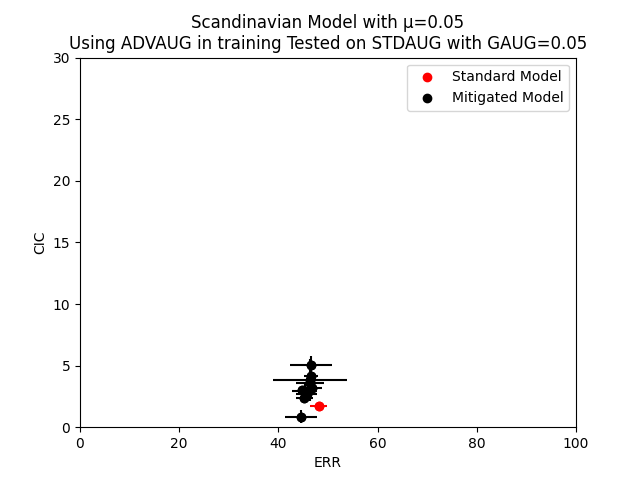 Scandinavian Model with μ=0.05
Using ADVAUG in training Tested on STDAUG with GAUG=0.05
Standard Model
Mitigated Model
30
25
20
15
10
5
0
CIC
0 20 40 60 80 100
ERR